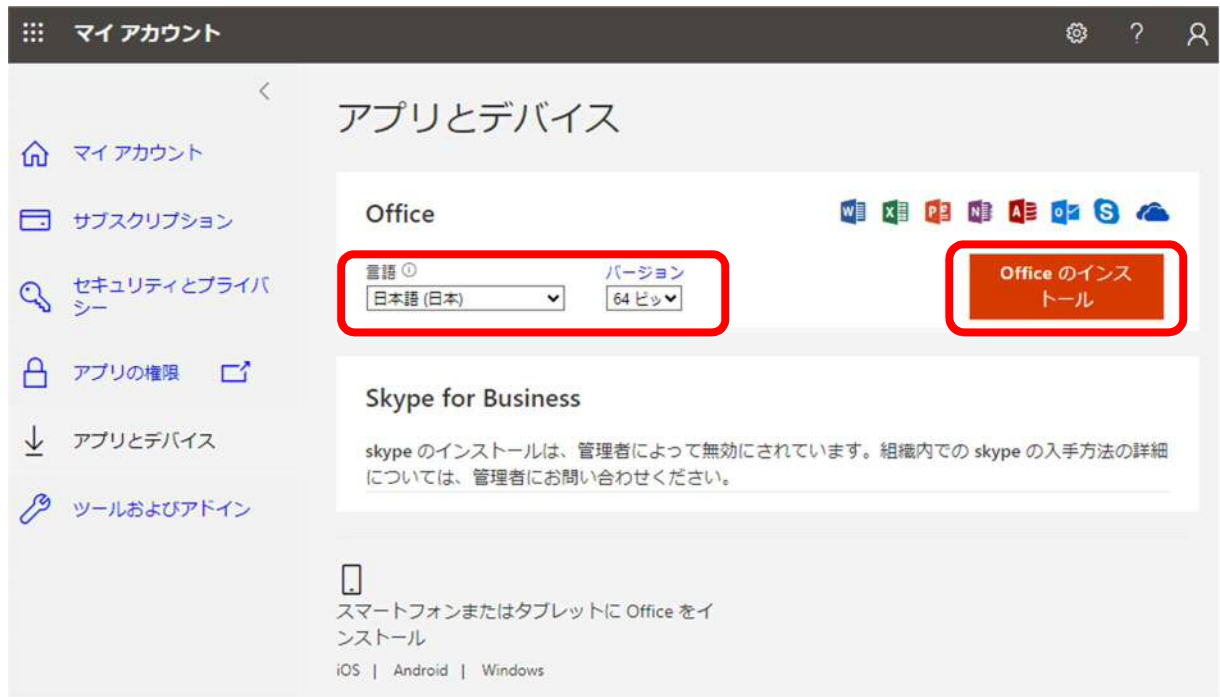 マイ アカウント
?
アプリとデバイス
マイ アカウント
サブスクリプション
セキュリティとプライバ
シー
アプリの権限
アプリとデバイス
ツールおよびアドイン
Office
言語
バージョン
日本語 (日本)
64 ビッ
Office のインス
トール
Skype for Business
skype のインストールは、管理者によって無効にされています。組織内での skype の入手方法の詳細
については、管理者にお問い合わせください。
スマートフォンまたはタブレットに Office をイ
ンストール
iOS | Android | Windows